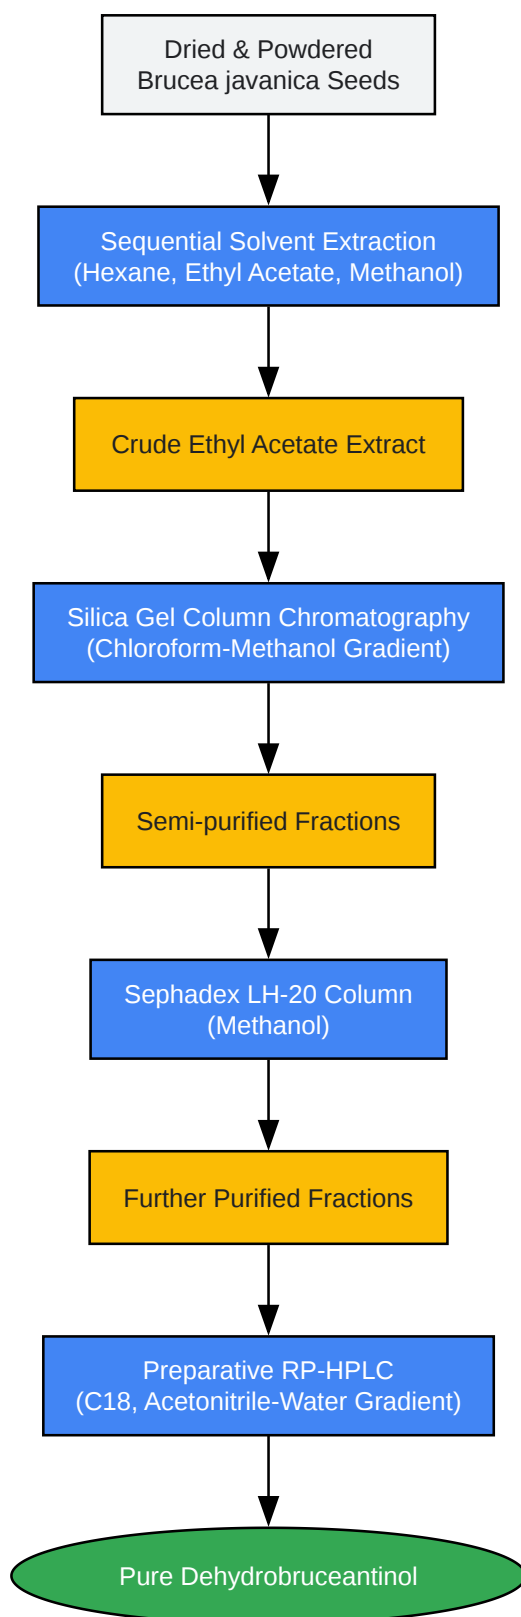 Dried & Powdered
Brucea javanica Seeds
Sequential Solvent Extraction
(Hexane, Ethyl Acetate, Methanol)
Crude Ethyl Acetate Extract
Silica Gel Column Chromatography
(Chloroform-Methanol Gradient)
Semi-purified Fractions
Sephadex LH-20 Column
(Methanol)
Further Purified Fractions
Preparative RP-HPLC
(C18, Acetonitrile-Water Gradient)
Pure Dehydrobruceantinol